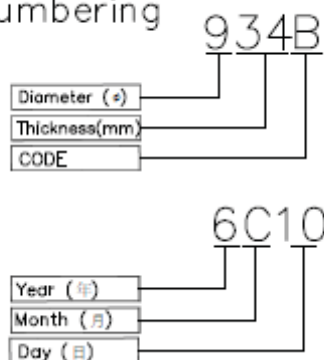 umbering
934B
Diameter (ø)
Thickness(mm)
CODE
6C10
Year (年)
Month (月)
Day (日)